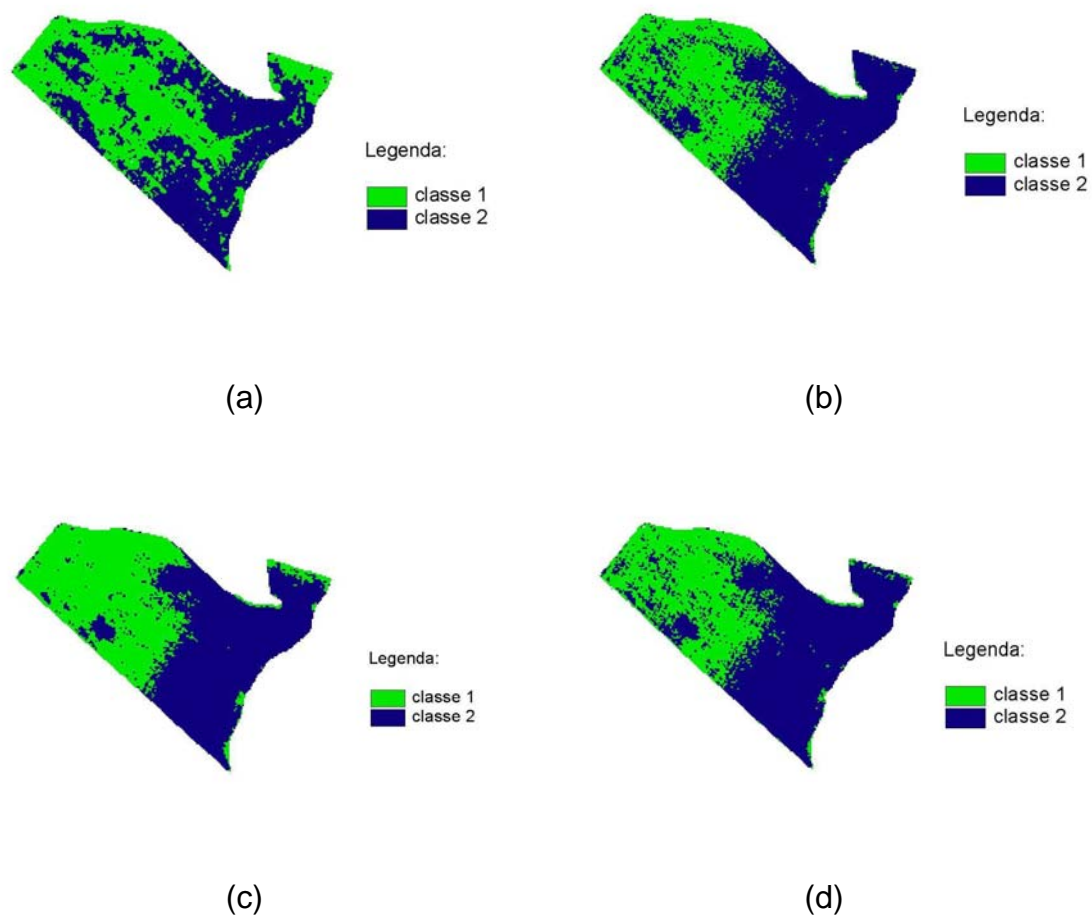 Legenda:
classe 1
classe 2
(a)
Legenda:
classe 1
classe 2
(b)
Legenda:
classe 1
classe 2
(c)
Legenda:
classe 1
classe 2
(d)